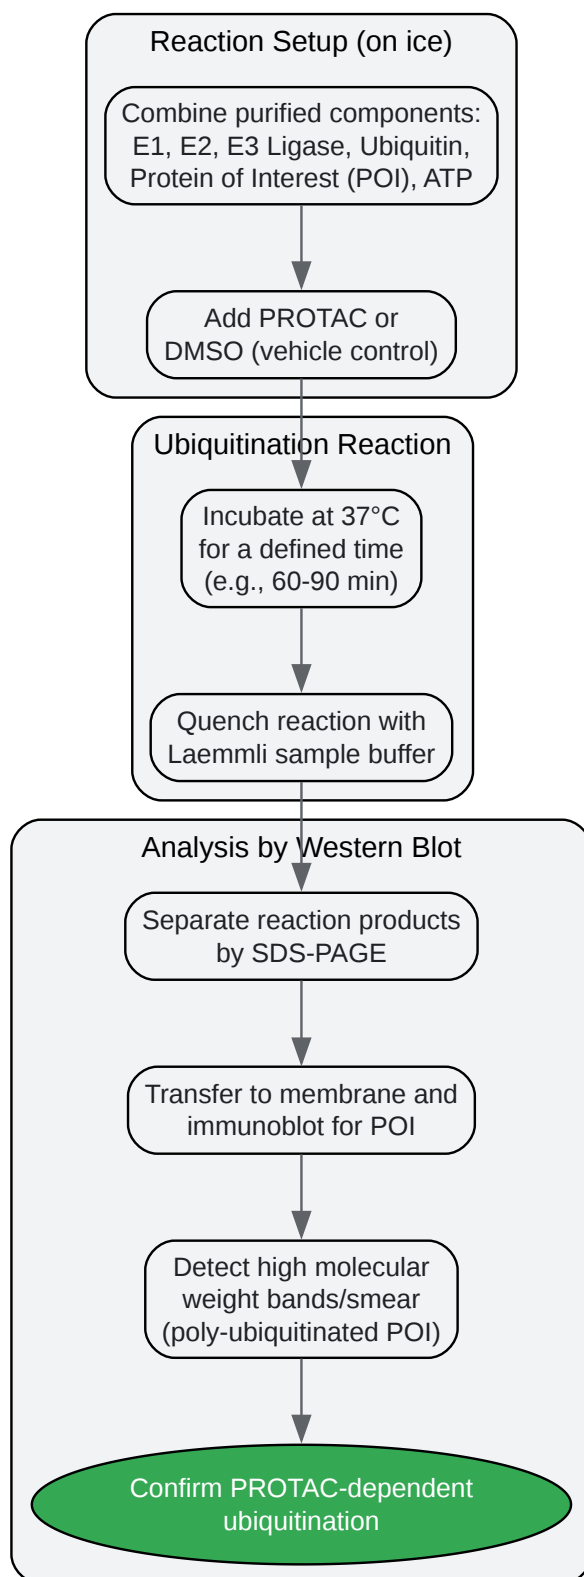 Reaction Setup (on ice)
Combine purified components:
E1, E2, E3 Ligase, Ubiquitin,
Protein of Interest (POI), ATP
Add PROTAC or
DMSO (vehicle control)
Ubiquitination Reaction
Incubate at 37°C
for a defined time
(e.g., 60-90 min)
Quench reaction with
Laemmli sample buffer
Analysis by Western Blot
Separate reaction products
by SDS-PAGE
Transfer to membrane and
immunoblot for POI
Detect high molecular
weight bands/smear
(poly-ubiquitinated POI)
Confirm PROTAC-dependent
ubiquitination